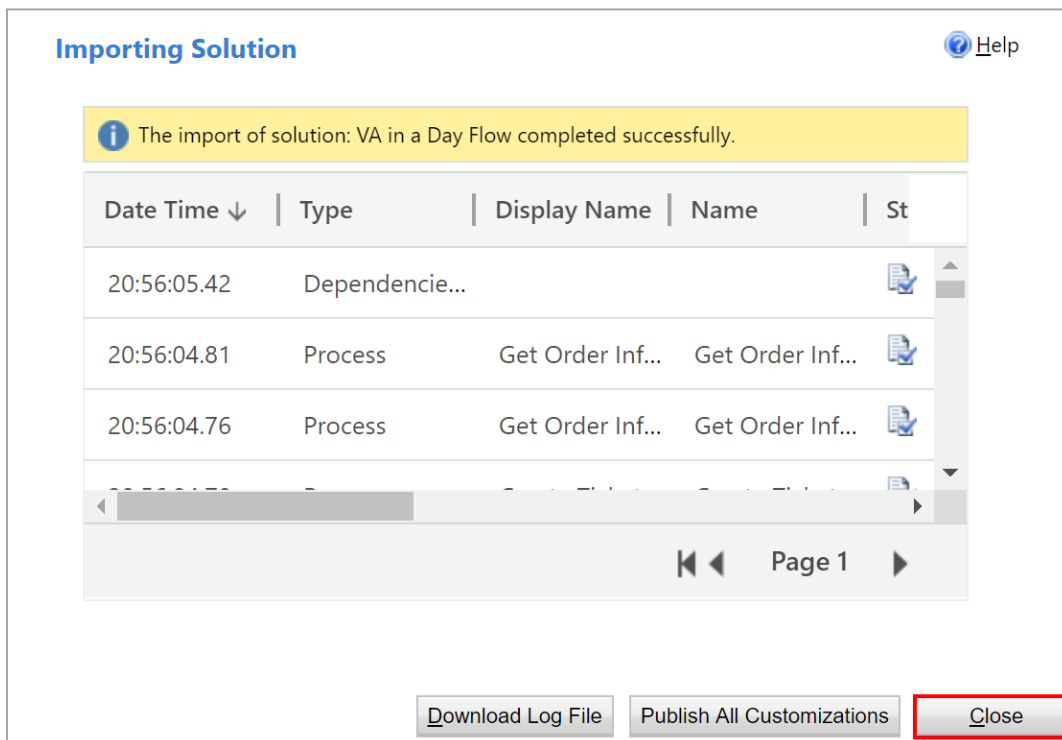 Importing Solution
Help
The import of solution: VA in a Day Flow completed successfully.
Date Time Type Display Name Name St
20:56:05.42 Dependencie...
20:56:04.81 Process Get Order Inf... Get Order Inf...
20:56:04.76 Process Get Order Inf... Get Order Inf...
Page 1
Download Log File Publish All Customizations Close